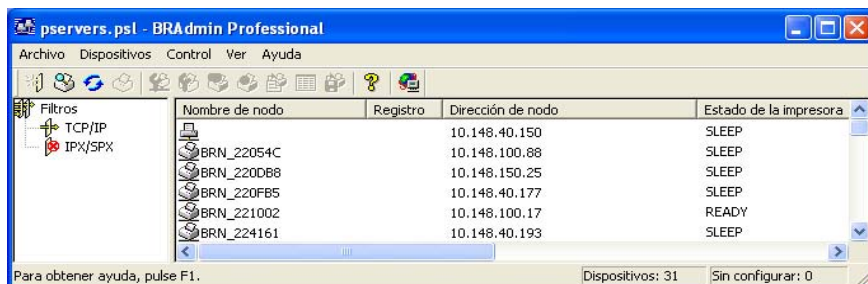 pservers.psl - BRAdmin Professional
Archivo Dispositivos Control Ver Ayuda
Filtros
TCP/IP
IPX/SPX
Nombre de nodo Registro Dirección de nodo Estado de la impresora
10.148.40.150 SLEEP
BRN_22054C 10.148.100.88 SLEEP
BRN_220DB8 10.148.150.25 SLEEP
BRN_220FB5 10.148.40.177 SLEEP
BRN_221002 10.148.100.17 READY
BRN_224161 10.148.40.193 SLEEP
Para obtener ayuda, pulse F1. Dispositivos: 31 Sin configurar: 0